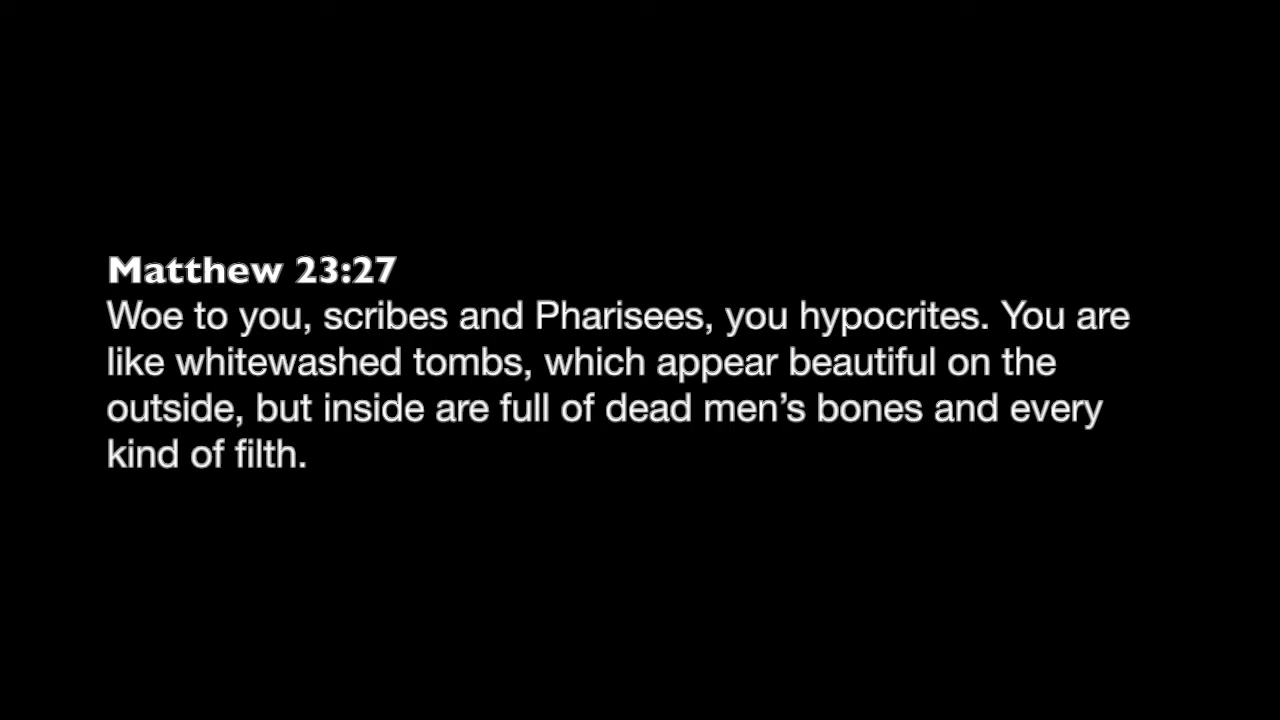 Matthew 23:27
Woe to you, scribes and Pharisees, you hypocrites. You are
like whitewashed tombs, which appear beautiful on the
outside, but inside are full of dead men’s bones and every
kind of filth.